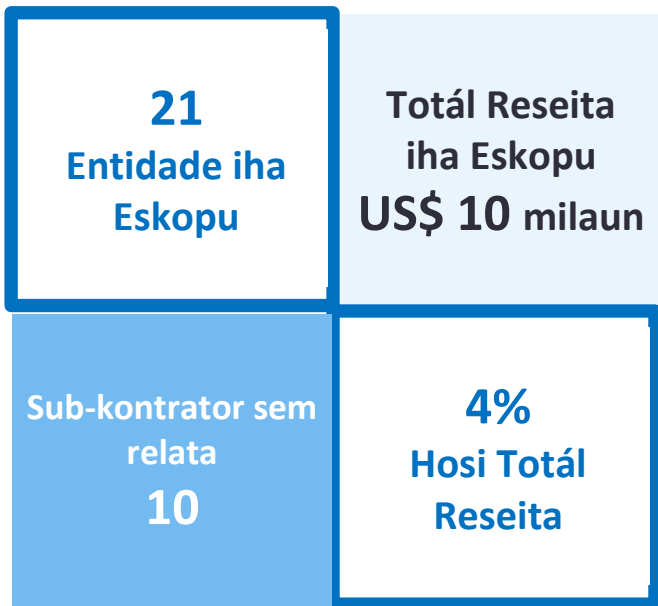 21
Entidade iha
Eskopu
Totál Reseita
iha Eskopu
US$ 10 milaun
Sub-kontrator sem
relata
10
4%
Hosi Totál
Reseita